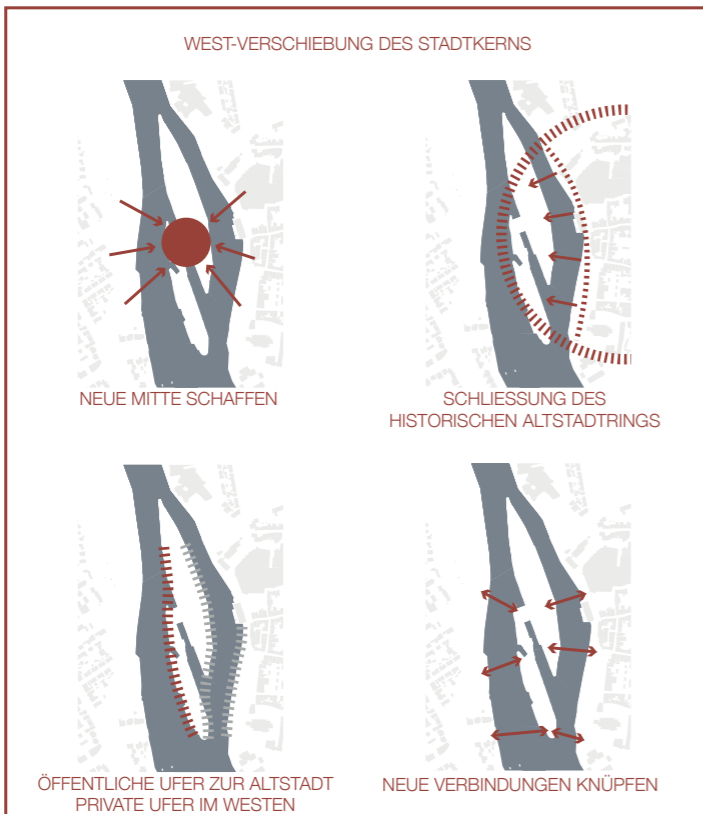 WEST-VERSCHIEBUNG DES STADTKERNS
NEUE MITTE SCHAFFEN
SCHLIESSUNG DES
HISTORISCHEN ALTSTADTRINGS
ÖFFENTLICHE UFER ZUR ALTSTADT
PRIVATE UFER IM WESTEN
NEUE VERBINDUNGEN KNÜPFEN